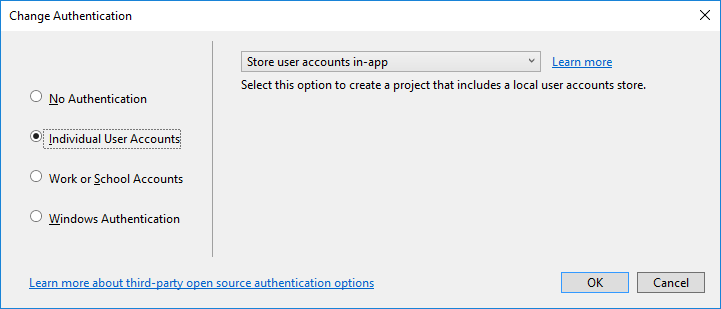 Change Authentication
Store user accounts in-app
Learn more
Select this option to create a project that includes a local user accounts store.
No Authentication
Individual User Accounts
Work or School Accounts
Windows Authentication
Learn more about third-party open source authentication options
OK
Cancel